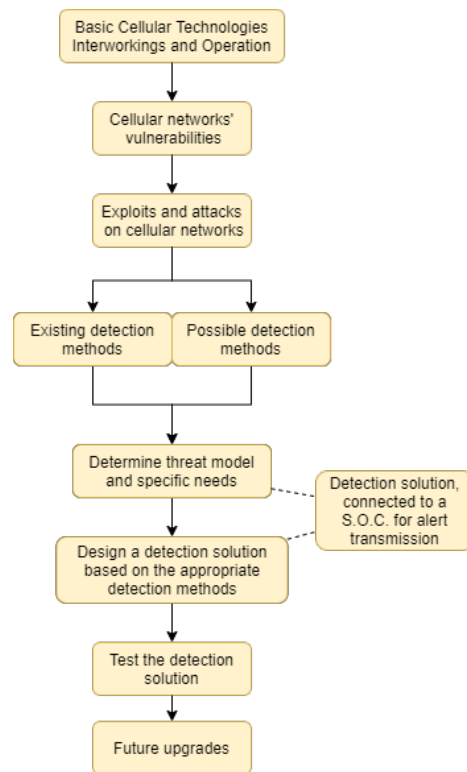 Basic Cellular Technologies
Interworkings and Operation
Cellular networks'
vulnerabilities
Exploits and attacks
on cellular networks
Existing detection
methods
Possible detection
methods
Determine threat model
and specific needs
Detection solution,
connected to a
S.O.C. for alert
transmission
Design a detection solution
based on the appropriate
detection methods
Test the detection
solution
Future upgrades